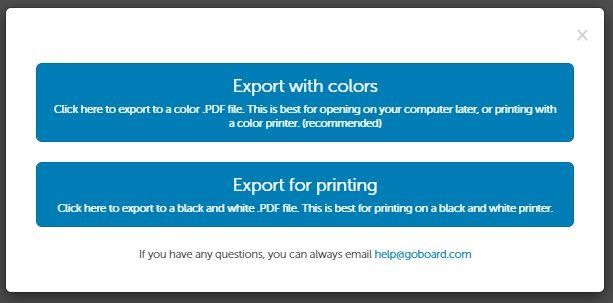 ×
Export with colors
Click here to export to a color .PDF file. This is best for opening on your computer later, or printing with
a color printer. (recommended)
Export for printing
Click here to export to a black and white .PDF file. This is best for printing on a black and white printer.
If you have any questions, you can always email help@goboard.com